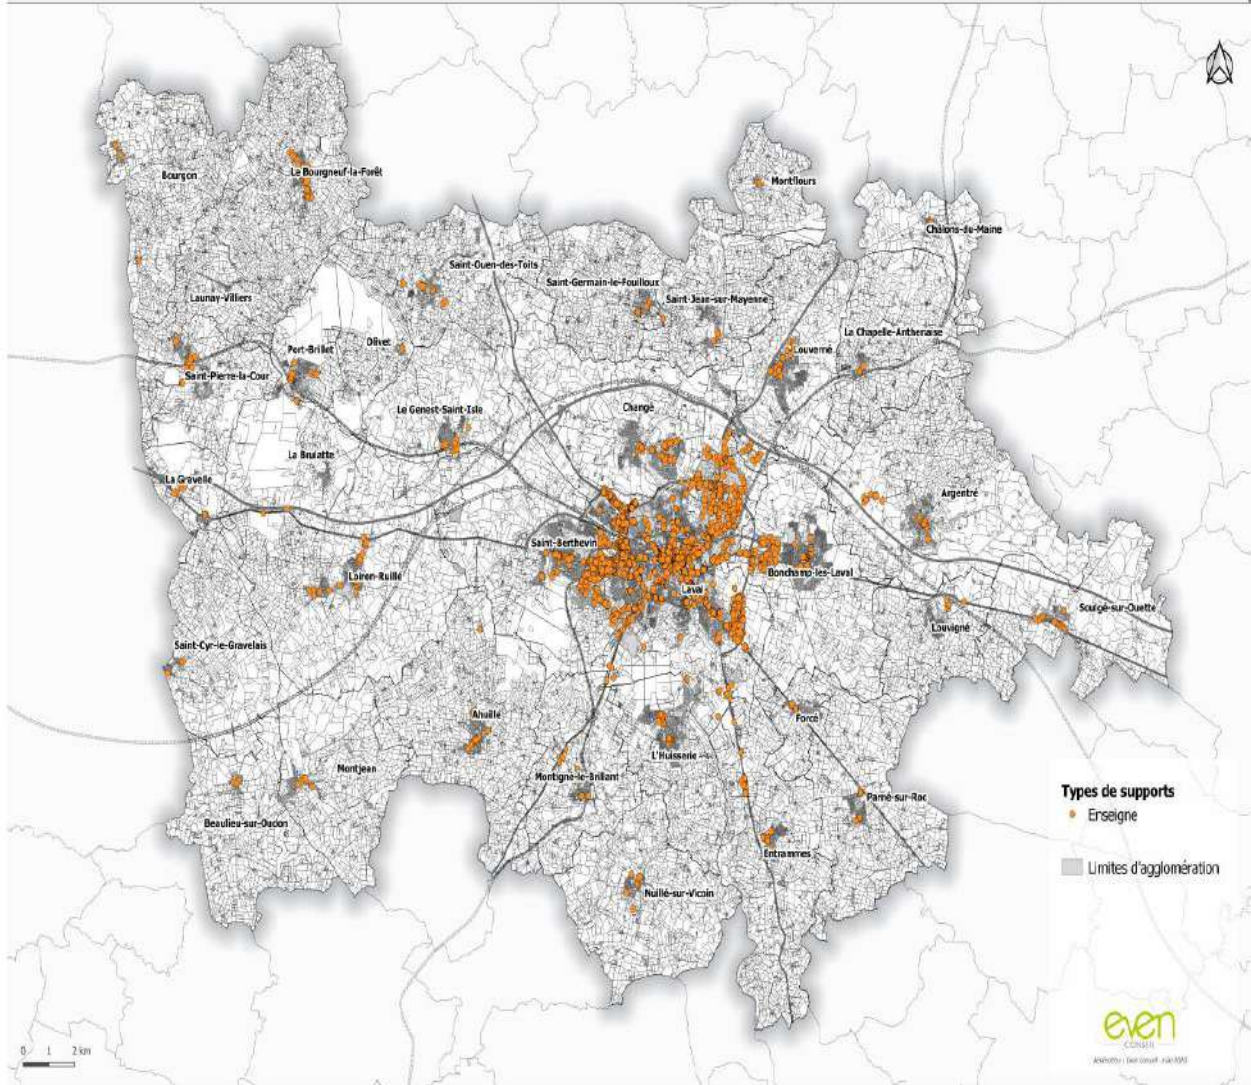 Bourgon
Le Bourgneuf-la-Forêt
Montflours
Châlons-du-Maine
Saint-Ouen-des-Toits
Saint-Germain-le-Fouilloux
Saint-Jean-sur-Mayenne
Launay-Villiers
La Chapelle-Anthenaise
Olivet
Port-Brillet
Louverné
Saint-Pierre-la-Cour
Le Genest-Saint-Isle
Changé
La Brulatte
La Gravelle
Argentré
Saint-Berthevin
Bonchamp-les-Laval
Loiron-Ruillé
Laval
Louvigné
Soulgé-sur-Ouette
Saint-Cyr-le-Gravelais
Ahuillé
Forcé
L'Huisserie
Montjean
Montigné-le-Brillant
Beaulieu-sur-Oudon
Parné-sur-Roc
Entrammes
Nuillé-sur-Vicoin
Types de supports
Enseigne
Limites d'agglomération
even
CONSEIL
0 1 2 km